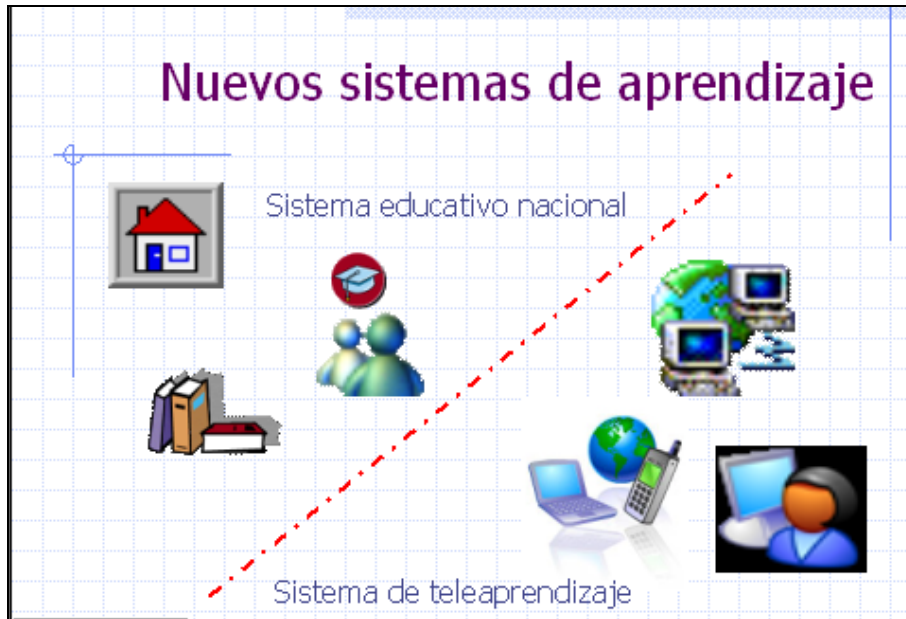 Nuevos sistemas de aprendizaje
Sistema educativo nacional
Sistema de teleaprendizaje